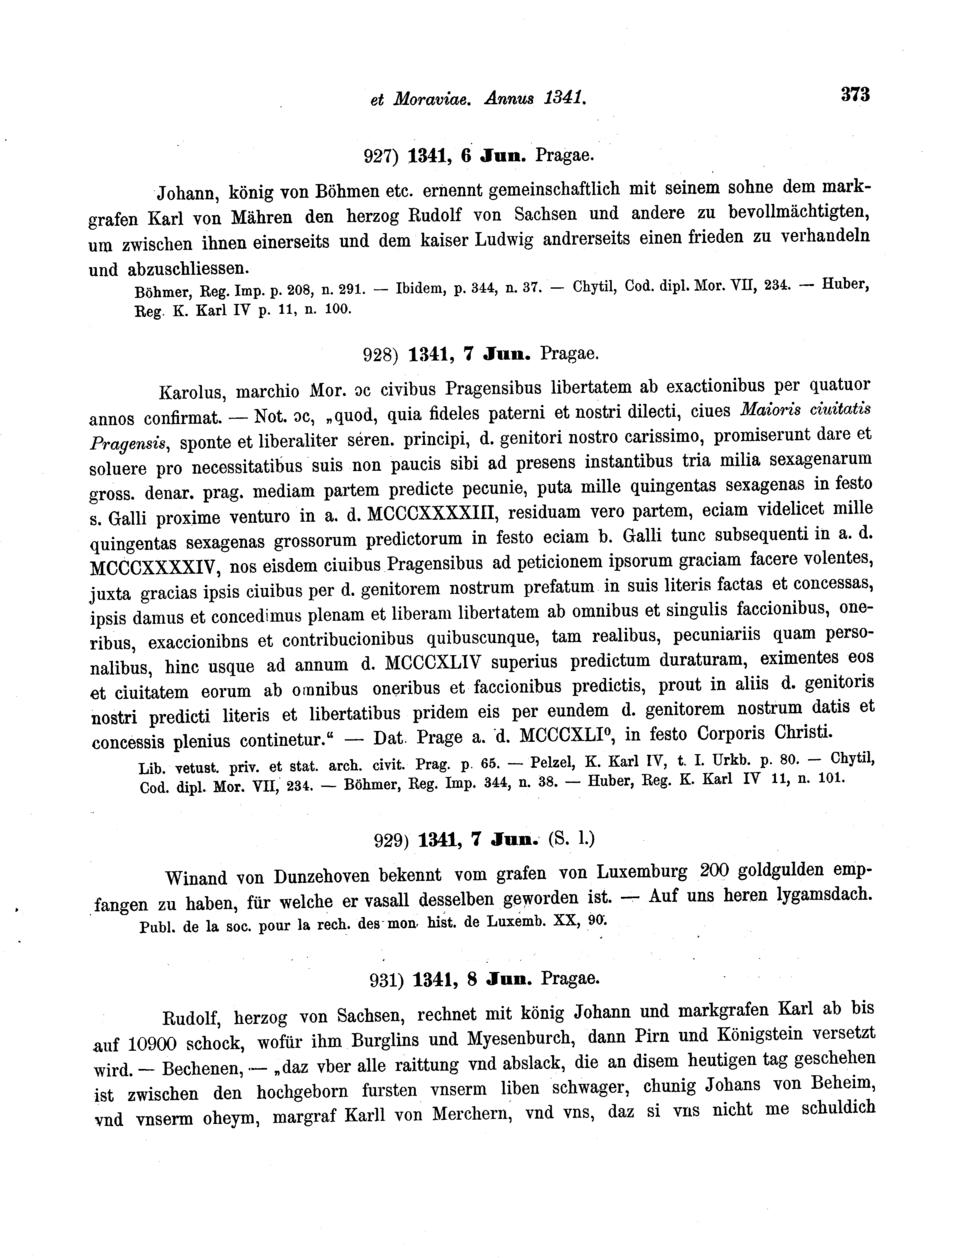 et Moraviae. Annus 1341. 373
927) 1341, 6 Jun. Pragae.
Johann, könig von Böhmen etc. ernennt gemeinschaftlich mit seinem sohne dem mark-
grafen Karl von Mähren den herzog Rudolf von Sachsen und andere zu bevollmächtigten,
um zwischen ihnen einerseits und dem kaiser Ludwig andrerseits einen frieden zu verhandeln
und abzuschliessen.
Böhmer, Reg. Imp. p. 208, n. 291. — Ibidem, p. 344, n. 37. — Chytil, Cod. dipl. Mor. VII, 234. — Huber,
Reg. K. Karl IV p. 11, n. 100.
928) 1341, 7 Jun. Pragae.
Karolus, marchio Mor. ɔc civibus Pragensibus libertatem ab exactionibus per quatuor
annos confirmat. — Not. ɔc, „quod, quia fideles paterni et nostri dilecti, ciues Maioris ciuitatis
Pragensis, sponte et liberaliter seren. principi, d. genitori nostro carissimo, promiserunt dare et
soluere pro necessitatibus suis non paucis sibi ad presens instantibus tria milia sexagenarum
gross. denar. prag. mediam partem predicte pecunie, puta mille quingentas sexagenas in festo
s. Galli proxime venturo in a. d. MCCCXXXXIII, residuam vero partem, eciam videlicet mille
quingentas sexagenas grossorum predictorum in festo eciam b. Galli tunc subsequenti in a. d.
MCCCXXXXIV, nos eisdem ciuibus Pragensibus ad peticionem ipsorum graciam facere volentes,
juxta gracias ipsis ciuibus per d. genitorem nostrum prefatum in suis literis factas et concessas,
ipsis damus et concedimus plenam et liberam libertatem ab omnibus et singulis faccionibus, one-
ribus, exaccionibns et contribucionibus quibuscunque, tam realibus, pecuniariis quam perso-
nalibus, hinc usque ad annum d. MCCCXLIV superius predictum duraturam, eximentes eos
et ciuitatem eorum ab omnibus oneribus et faccionibus predictis, prout in aliis d. genitoris
nostri predicti literis et libertatibus pridem eis per eundem d. genitorem nostrum datis et
concessis plenius continetur.“ — Dat. Prage a. d. MCCCXLI⁰, in festo Corporis Christi.
Lib. vetust. priv. et stat. arch. civit. Prag. p. 65. — Pelzel, K. Karl IV, t. I. Urkb. p. 80. — Chytil,
Cod. dipl. Mor. VII, 234. — Böhmer, Reg. Imp. 344, n. 38. — Huber, Reg. K. Karl IV 11, n. 101.
929) 1341, 7 Jun. (S. l.)
Winand von Dunzehoven bekennt vom grafen von Luxemburg 200 goldgulden emp-
fangen zu haben, für welche er vasall desselben geworden ist. — Auf uns heren lygamsdach.
Publ. de la soc. pour la rech. des mon. hist. de Luxemb. XX, 90.
931) 1341, 8 Jun. Pragae.
Rudolf, herzog von Sachsen, rechnet mit könig Johann und markgrafen Karl ab bis
auf 10900 schock, wofür ihm Burglins und Myesenburch, dann Pirn und Königstein versetzt
wird. — Bechenen, — „daz vber alle raittung vnd abslack, die an disem heutigen tag geschehen
ist zwischen den hochgeborn fursten vnserm liben schwager, chunig Johans von Beheim,
vnd vnserm oheym, margraf Karll von Merchern, vnd vns, daz si vns nicht me schuldich